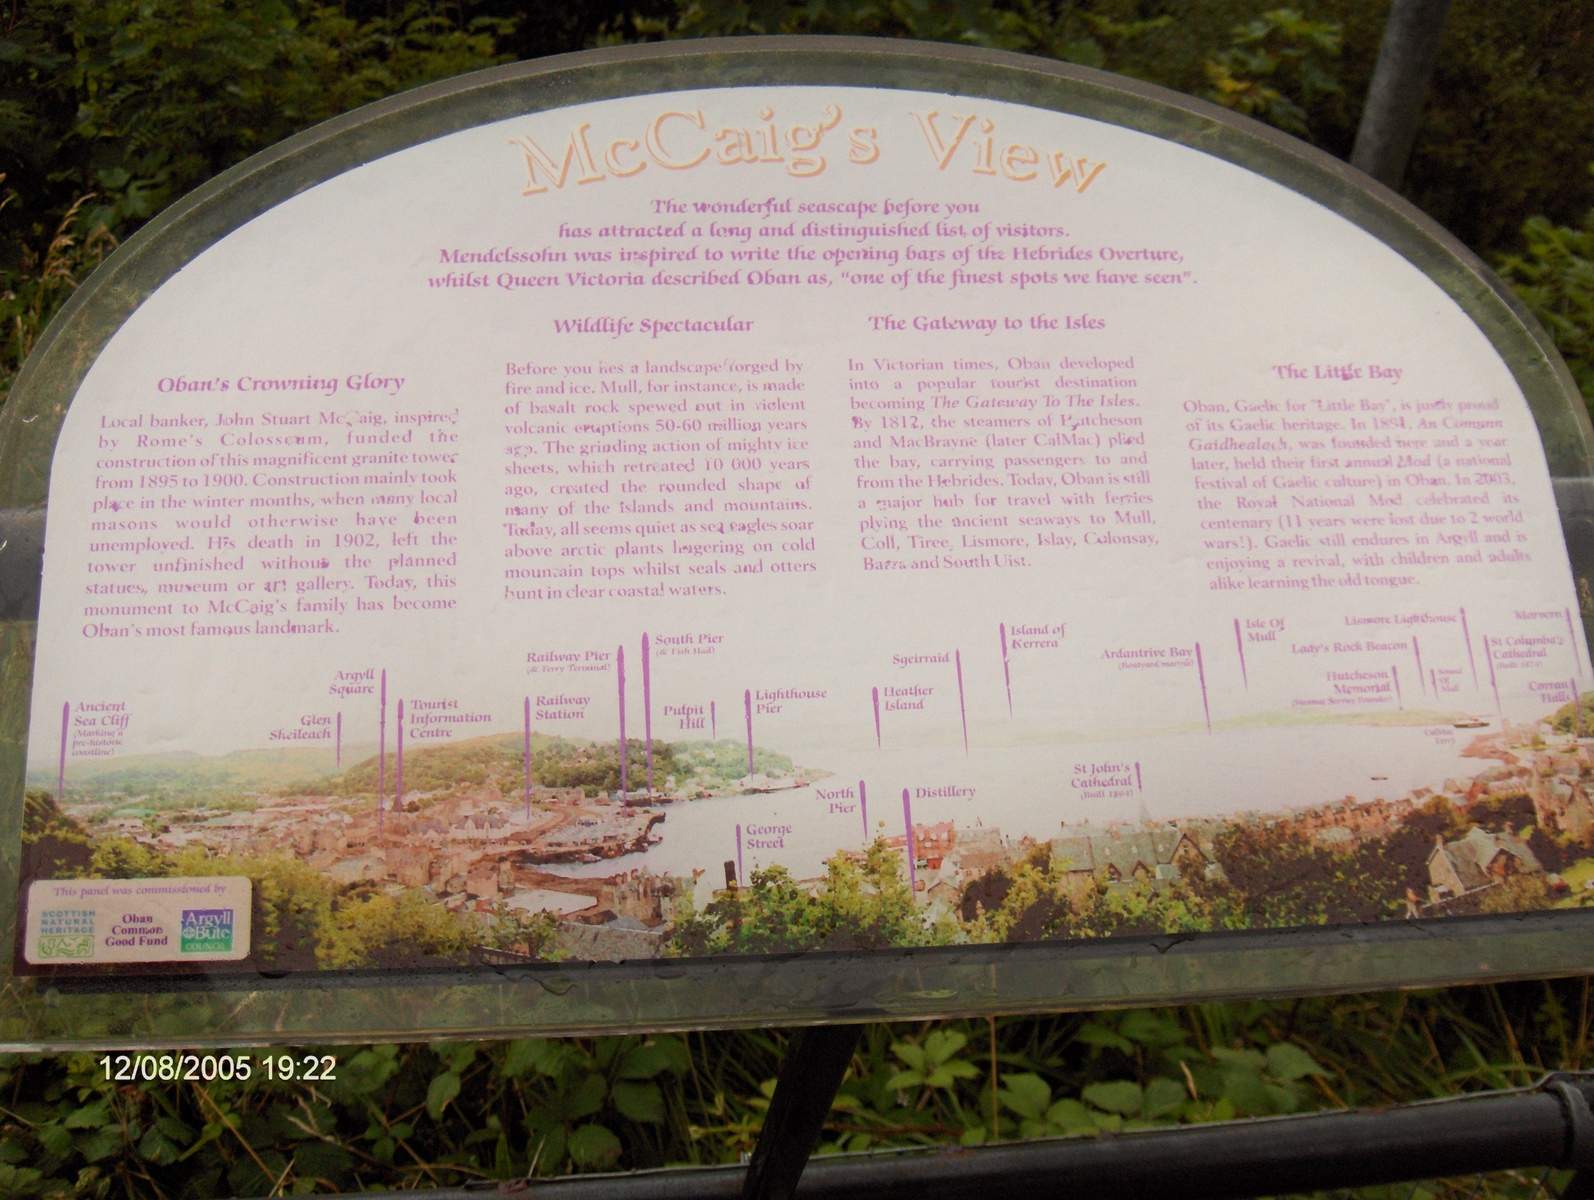 McCaig's View
The wonderful seascape before you
has attracted a long and distinguished list of visitors.
Mendelssohn was inspired to write the opening bars of the Hebrides Overture,
whilst Queen Victoria described Oban as, "one of the finest spots we have seen".
Oban's Crowning Glory
Local banker, John Stuart McCaig, inspired
by Rome's Colosseum, funded the
construction of this magnificent granite tower
from 1895 to 1900. Construction mainly took
place in the winter months, when many local
masons would otherwise have been
unemployed. His death in 1902, left the
tower unfinished without the planned
statues, museum or art gallery. Today, this
monument to McCaig's family has become
Oban's most famous landmark.
Wildlife Spectacular
Before you lies a landscape forged by
fire and ice. Mull, for instance, is made
of basalt rock spewed out in violent
volcanic eruptions 50-60 million years
ago. The grinding action of mighty ice
sheets, which retreated 10 000 years
ago, created the rounded shape of
many of the Islands and mountains.
Today, all seems quiet as sea eagles soar
above arctic plants lingering on cold
mountain tops whilst seals and otters
hunt in clear coastal waters.
The Gateway to the Isles
In Victorian times, Oban developed
into a popular tourist destination
becoming The Gateway To The Isles.
By 1812, the steamers of Hutcheson
and MacBrayne (later CalMac) plied
the bay, carrying passengers to and
from the Hebrides. Today, Oban is still
a major hub for travel with ferries
plying the ancient seaways to Mull,
Coll, Tiree, Lismore, Islay, Colonsay,
Barra and South Uist.
The Little Bay
Oban, Gaelic for "Little Bay", is justly proud
of its Gaelic heritage. In 1891, An Comunn
Gaidhealach, was founded here and a year
later, held their first annual Mod (a national
festival of Gaelic culture) in Oban. In 2003,
the Royal National Mod celebrated its
centenary (11 years were lost due to 2 world
wars!). Gaelic still endures in Argyll and is
enjoying a revival, with children and adults
alike learning the old tongue.
Ancient
Sea Cliff
(Marking a
pre-historic
coastline)
Glen
Sheileach
Argyll
Square
Tourist
Information
Centre
Railway Pier
(& Ferry Terminal)
Railway
Station
South Pier
(& Fish Hall)
Pulpit
Hill
Lighthouse
Pier
George
Street
North
Pier
Heather
Island
Distillery
Sgeirraid
Island of
Kerrera
St John's
Cathedral
Ardantrive Bay
Isle Of
Mull
Lady's Rock Beacon
Hutcheson
Memorial
Lismore Lighthouse
Sound
Of
Mull
Morvern
St Columba's
Cathedral
Corran
Halls
This panel was commissioned by
SCOTTISH
NATURAL
HERITAGE
Oban
Common
Good Fund
Argyll
&Bute
COUNCIL
12/08/2005 19:22